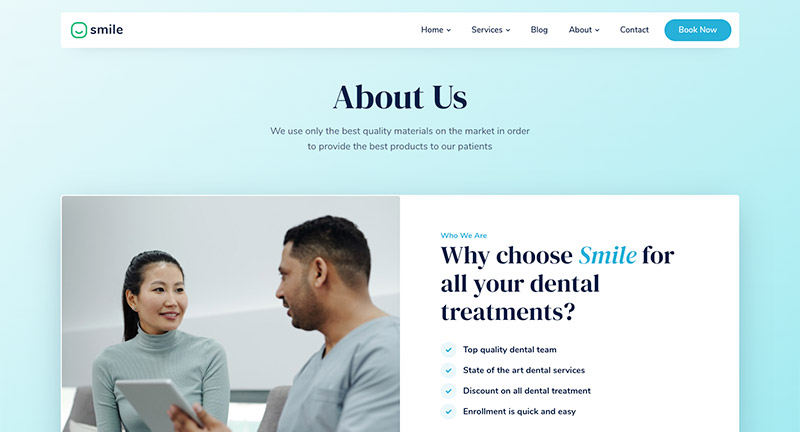 smile
Home
Services
Blog
About
Contact
Book Now
About Us
We use only the best quality materials on the market in order
to provide the best products to our patients
Who We Are
Why choose Smile for
all your dental
treatments?
Top quality dental team
State of the art dental services
Discount on all dental treatment
Enrollment is quick and easy